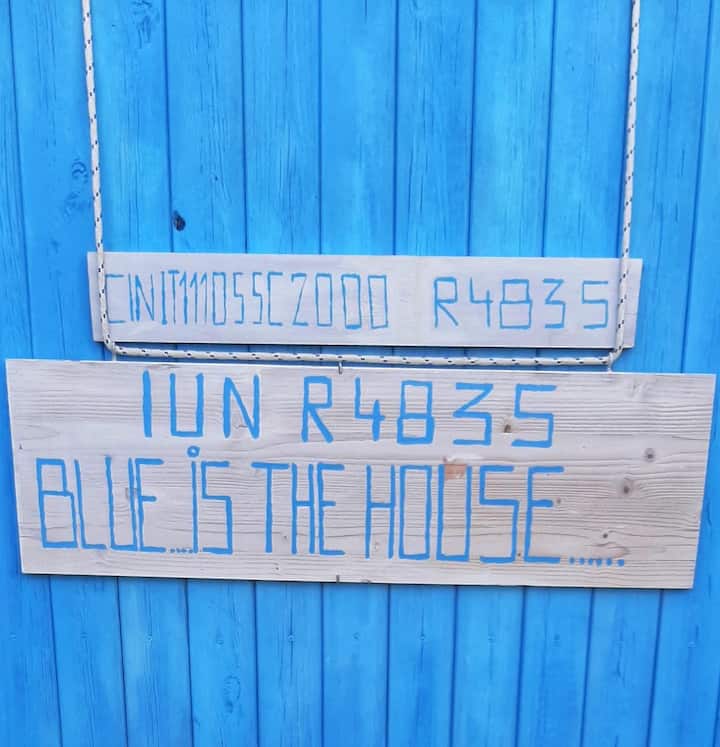 CINIT111055C2000 R4835
IUN R4835
BLUE....iS THE HOUSE......